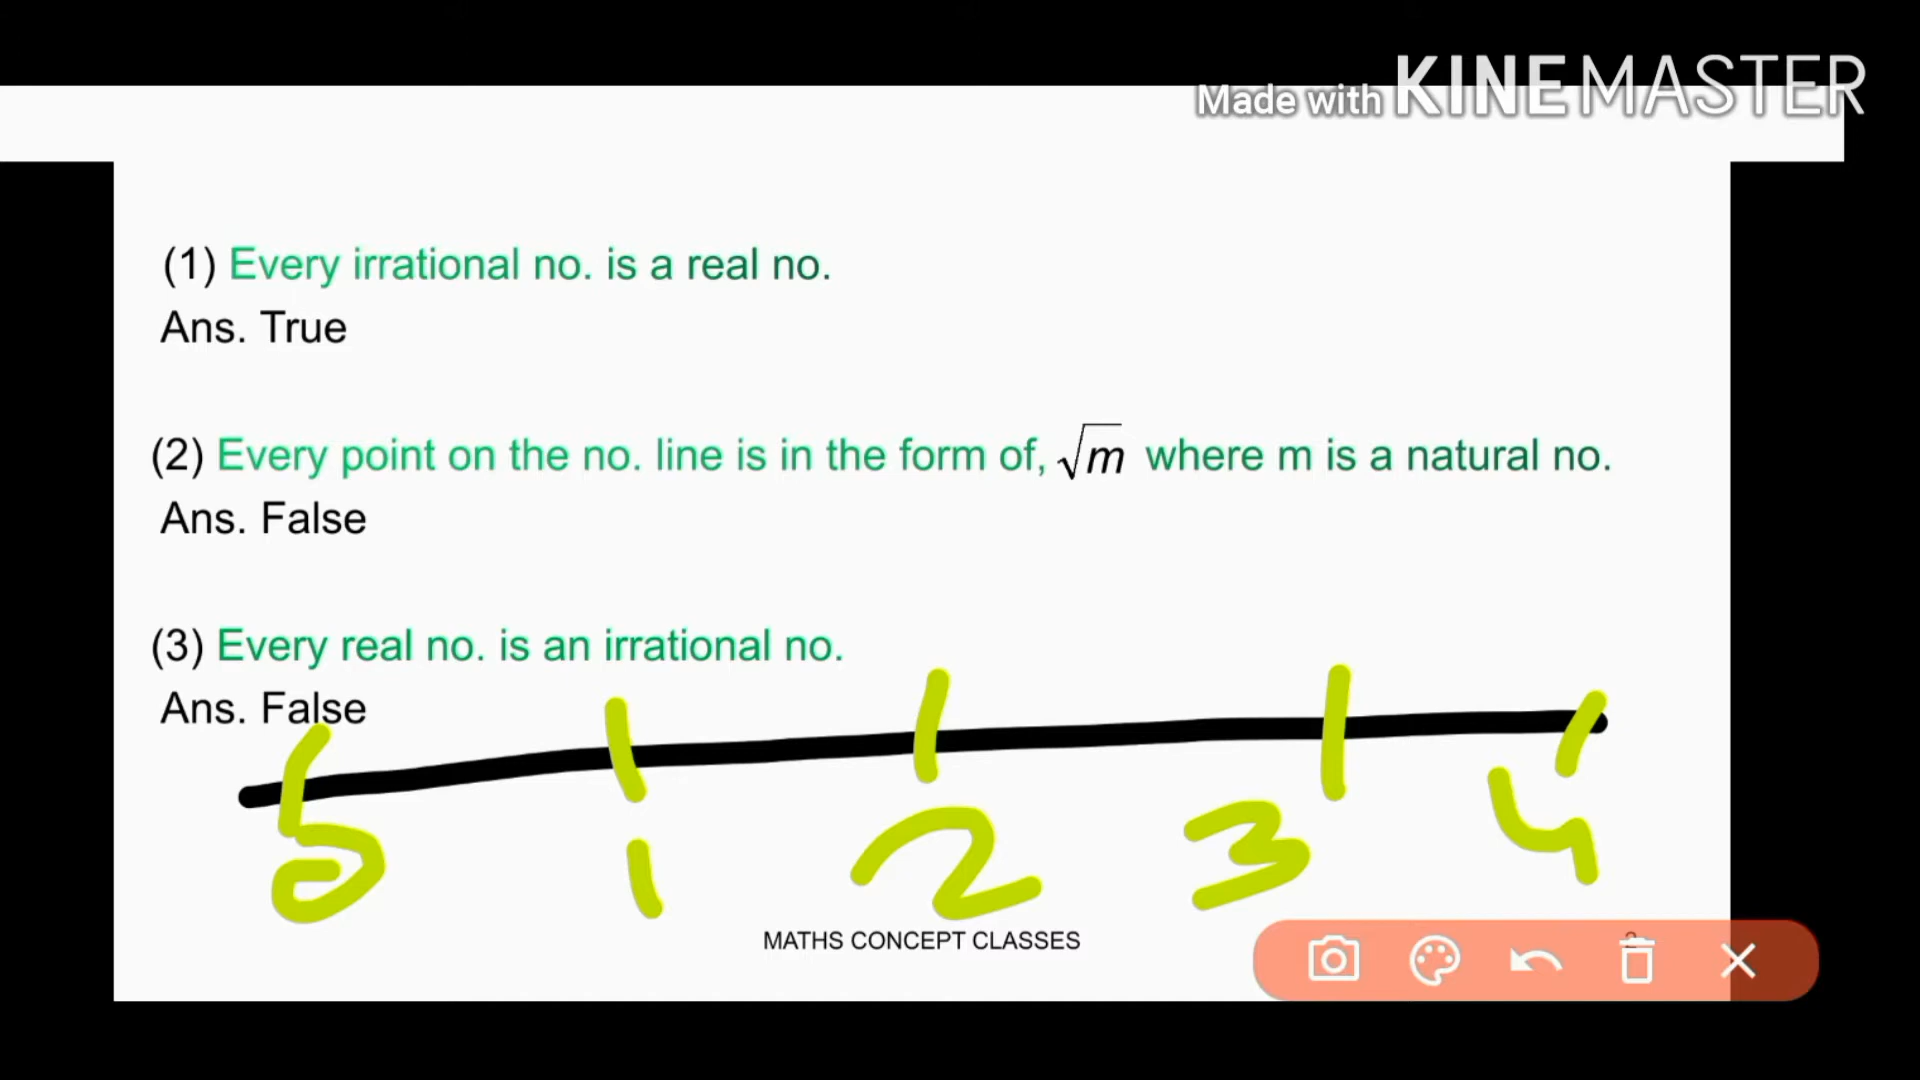 Made with KINEMASTER
(1) Every irrational no. is a real no.
Ans. True
(2) Every point on the no. line is in the form of, √m where m is a natural no.
Ans. False
(3) Every real no. is an irrational no.
Ans. False
0 1 2 3 4
MATHS CONCEPT CLASSES